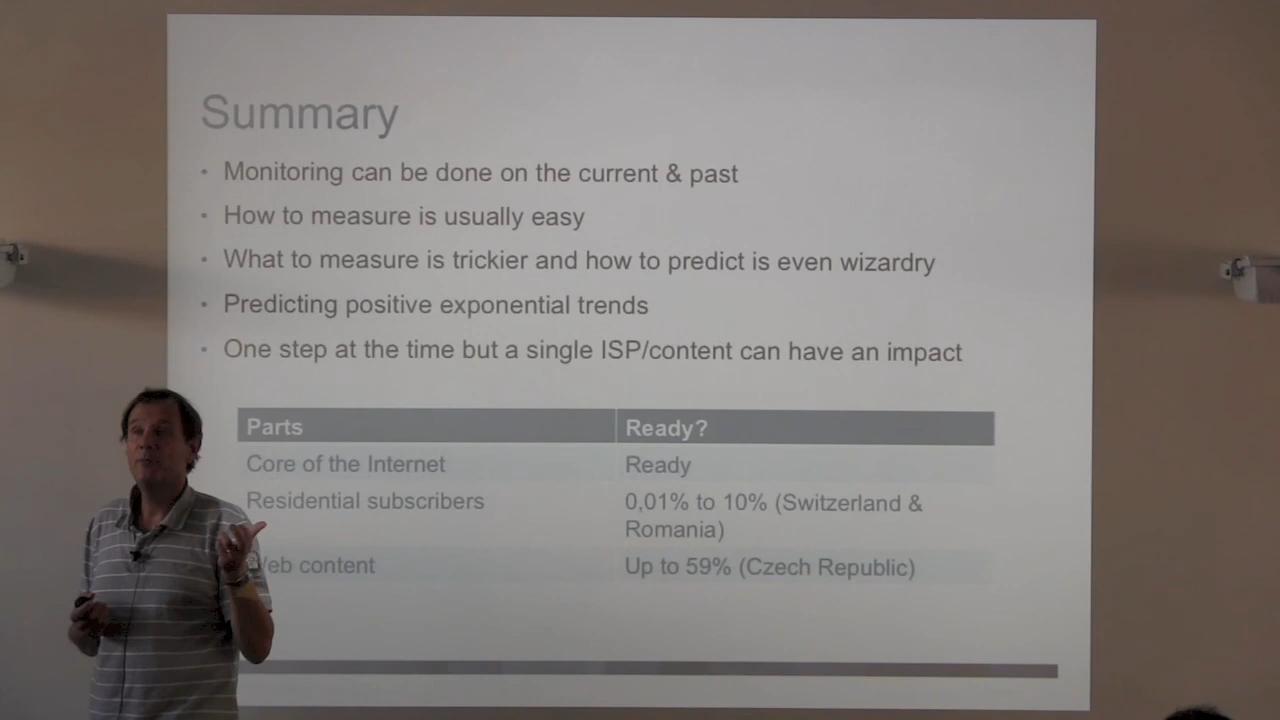 Summary
• Monitoring can be done on the current & past
• How to measure is usually easy
• What to measure is trickier and how to predict is even wizardry
• Predicting positive exponential trends
• One step at the time but a single ISP/content can have an impact
Parts Ready?
Core of the Internet Ready
Residential subscribers 0,01% to 10% (Switzerland &
Romania)
Web content Up to 59% (Czech Republic)